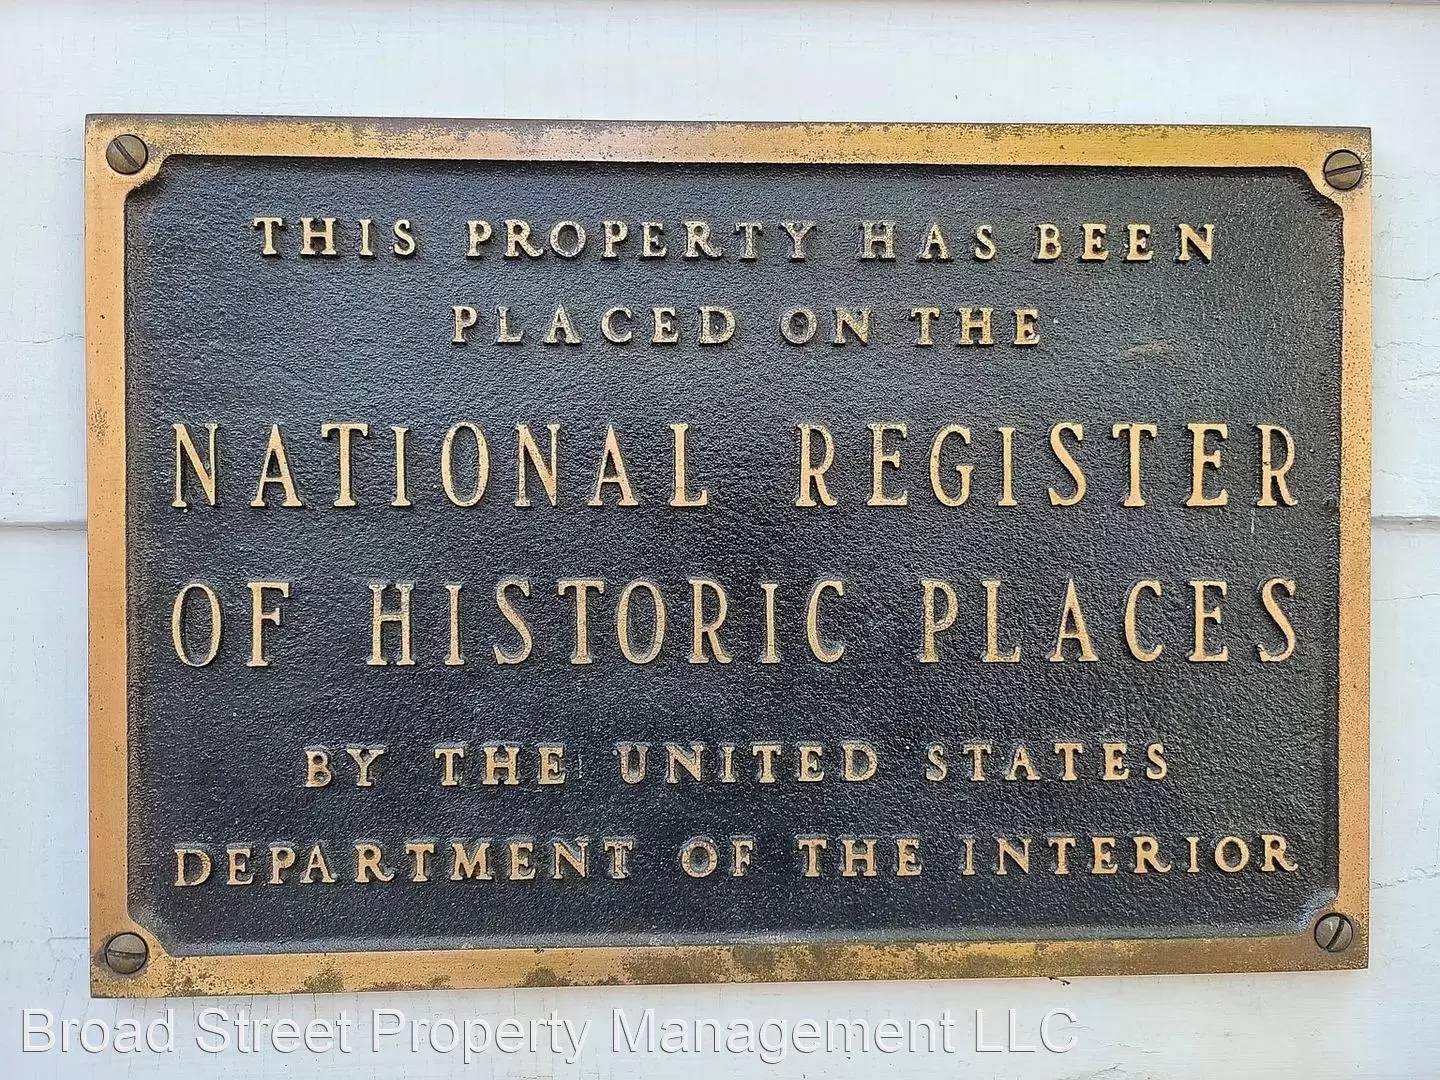 THIS PROPERTY HAS BEEN
PLACED ON THE
NATIONAL REGISTER
OF HISTORIC PLACES
BY THE UNITED STATES
DEPARTMENT OF THE INTERIOR
Broad Street Property Management LLC